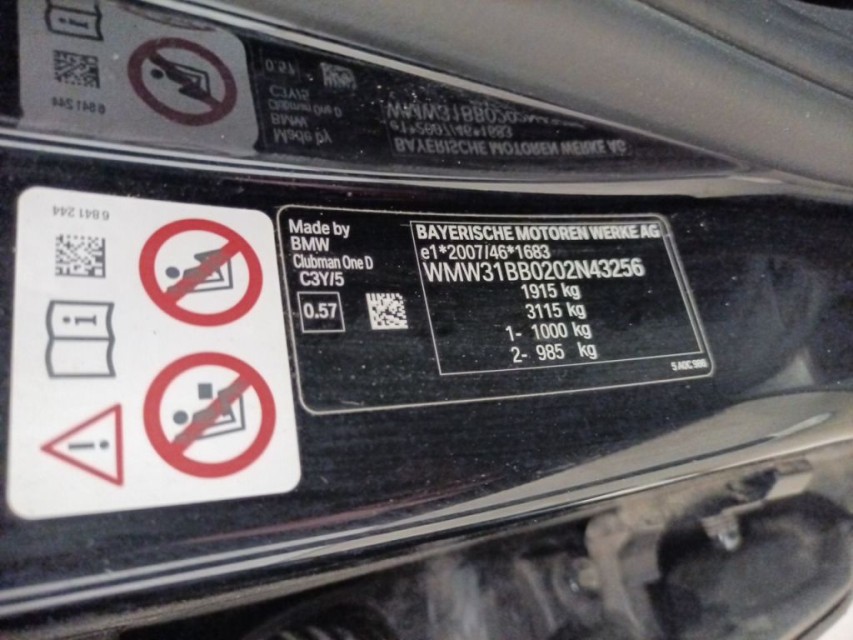 6 841 244
Made by
BMW
Clubman One D
C3Y/5
0.57
BAYERISCHE MOTOREN WERKE AG
e1*2007/46*1683
WMW31BB0202N43256
1915 kg
3115 kg
1- 1000 kg
2- 985 kg